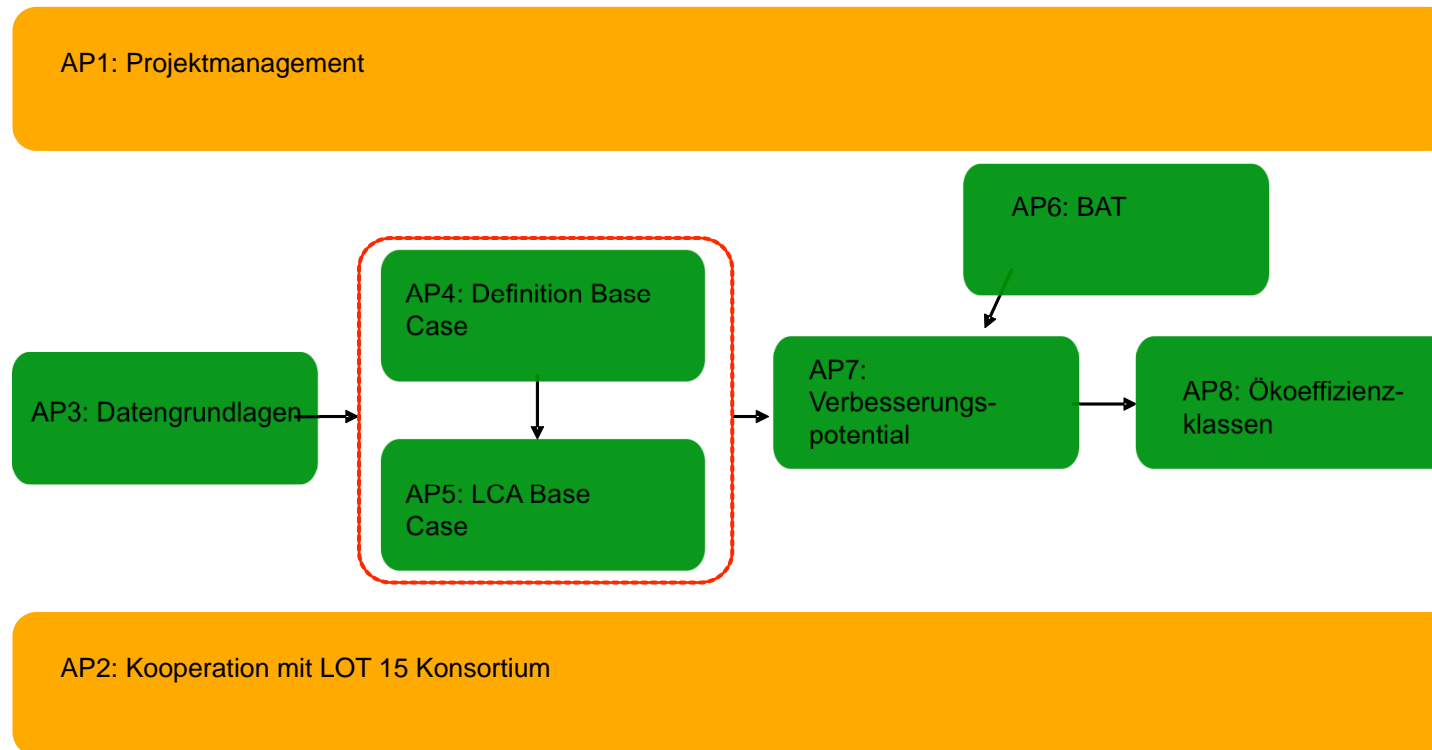 AP1: Projektmanagement
AP6: BAT
AP4: Definition Base
Case
AP3: Datengrundlagen
AP5: LCA Base
Case
AP7:
Verbesserungs-
potential
AP8: Ökoeffizienz-
klassen
AP2: Kooperation mit LOT 15 Konsortium